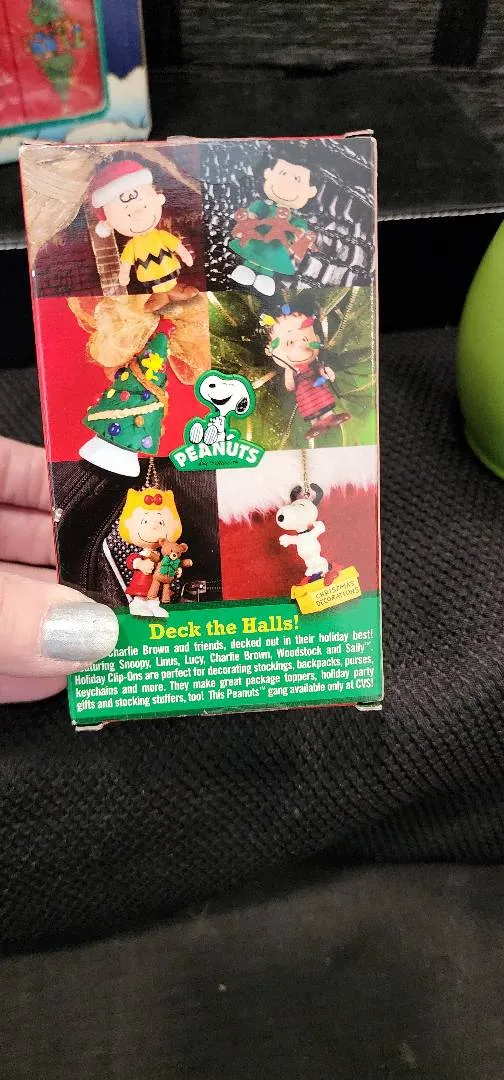 PEANUTS
CHRISTMAS
DECORATIONS
Deck the Halls!
Charlie Brown and friends, decked out in their holiday best!
Snoopy, Linus, Lucy, Charlie Brown, Woodstock and Sally™.
Holiday Clip-Ons are perfect for decorating stockings, backpacks, purses,
keychains and more. They make great package toppers, holiday party
gifts and stocking stuffers, too! This Peanuts™ gang available only at CVS!